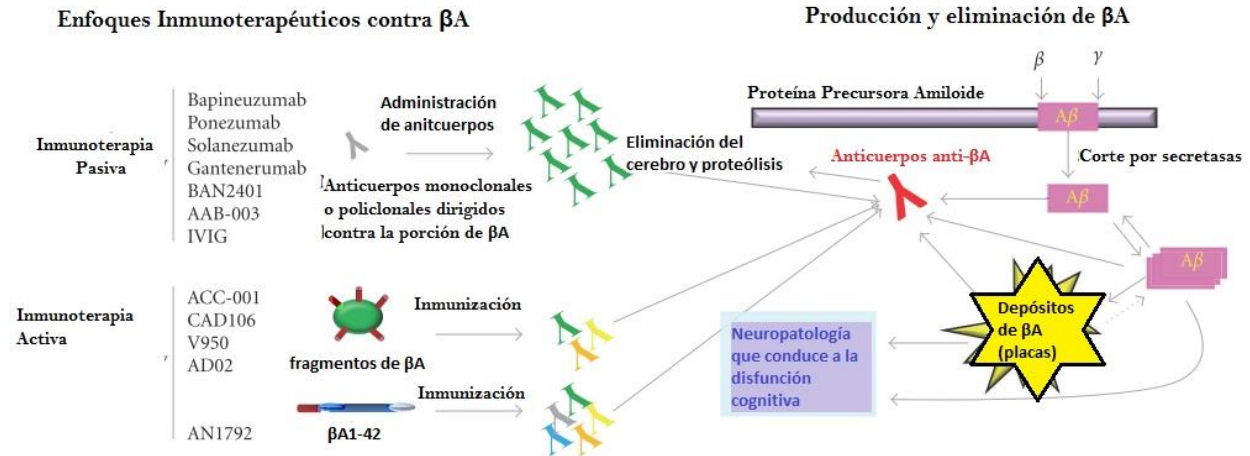 Enfoques Inmunoterapéuticos contra βA
Inmunoterapia
Pasiva
Bapineuzumab
Ponezumab
Solanezumab
Gantenerumab
BAN2401
AAB-003
IVIG
Administración
de anitcuerpos
Anticuerpos monoclonales
o policlonales dirigidos
contra la porción de βA
Inmunoterapia
Activa
ACC-001
CAD106
V950
AD02
AN1792
Inmunización
fragmentos de βA
Inmunización
βA1-42
Producción y eliminación de βA
β
γ
Proteína Precursora Amiloide
Aβ
Eliminación del
cerebro y proteólisis
Anticuerpos anti-βA
Corte por secretasas
Aβ
Aβ
Depósitos
de βA
(placas)
Neuropatología
que conduce a la
disfunción
cognitiva